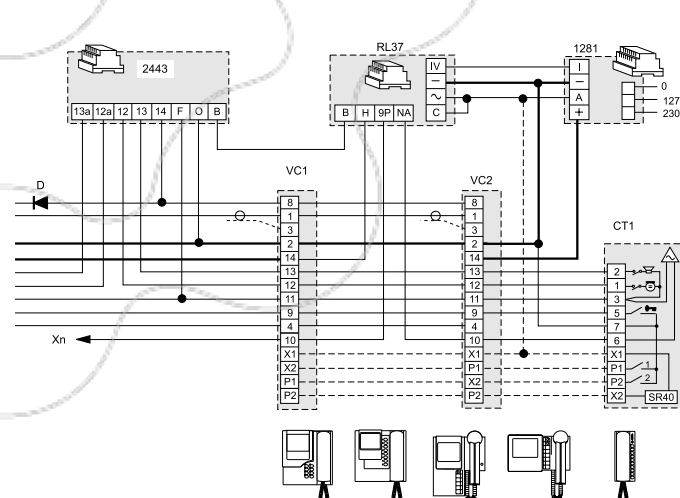 2443
RL37
1281
IV
−
~
C
I
−
A
+
0
127
230
13a 12a 12 13 14 F O B
B H 9P NA
D
VC1
VC2
CT1
8
1
3
2
14
13
12
11
9
4
10
X1
X2
P1
P2
8
1
3
2
14
13
12
11
9
4
10
X1
P1
X2
P2
2
1
3
5
7
6
X1
P1 1
P2 2
X2 SR40
Xn